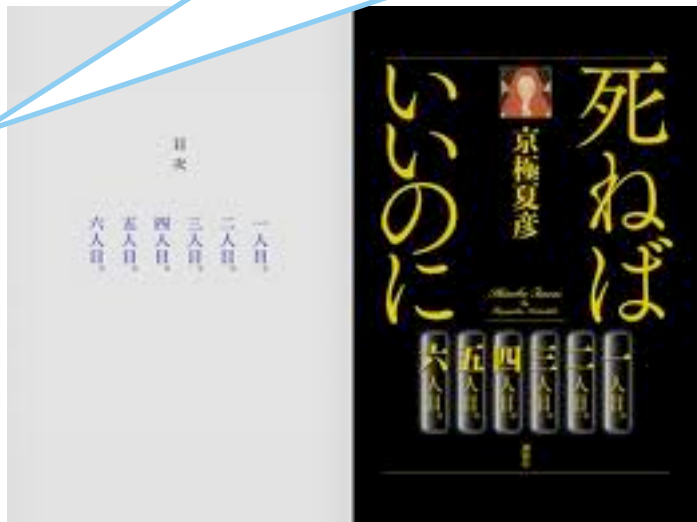 死ねば
いいのに
京極夏彦
一人目。
二人目。
三人目。
四人目。
五人目。
六人目。
目次
一人目。
二人目。
三人目。
四人目。
五人目。
六人目。